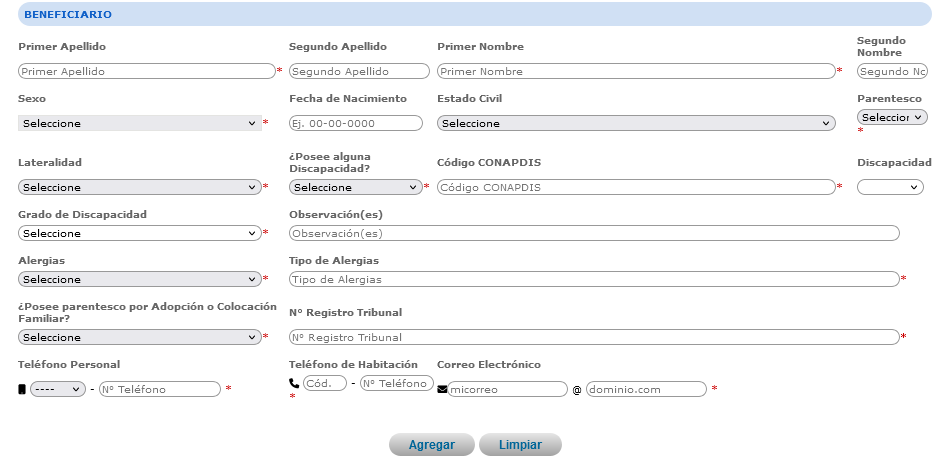 BENEFICIARIO
Primer Apellido Segundo Apellido Primer Nombre Segundo Nombre
Primer Apellido * Segundo Apellido Primer Nombre * Segundo No
Sexo Fecha de Nacimiento Estado Civil Parentesco
Seleccione * Ej. 00-00-0000 Seleccione Seleccion *
Lateralidad ¿Posee alguna Discapacidad? Código CONAPDIS Discapacidad
Seleccione * Seleccione * Código CONAPDIS *
Grado de Discapacidad Observación(es)
Seleccione * Observación(es)
Alergias Tipo de Alergias
Seleccione * Tipo de Alergias *
¿Posee parentesco por Adopción o Colocación Familiar? N° Registro Tribunal
Seleccione * N° Registro Tribunal *
Teléfono Personal Teléfono de Habitación Correo Electrónico
---- - N° Teléfono * Cód. - N° Teléfono * micorreo @ dominio.com *
Agregar Limpiar